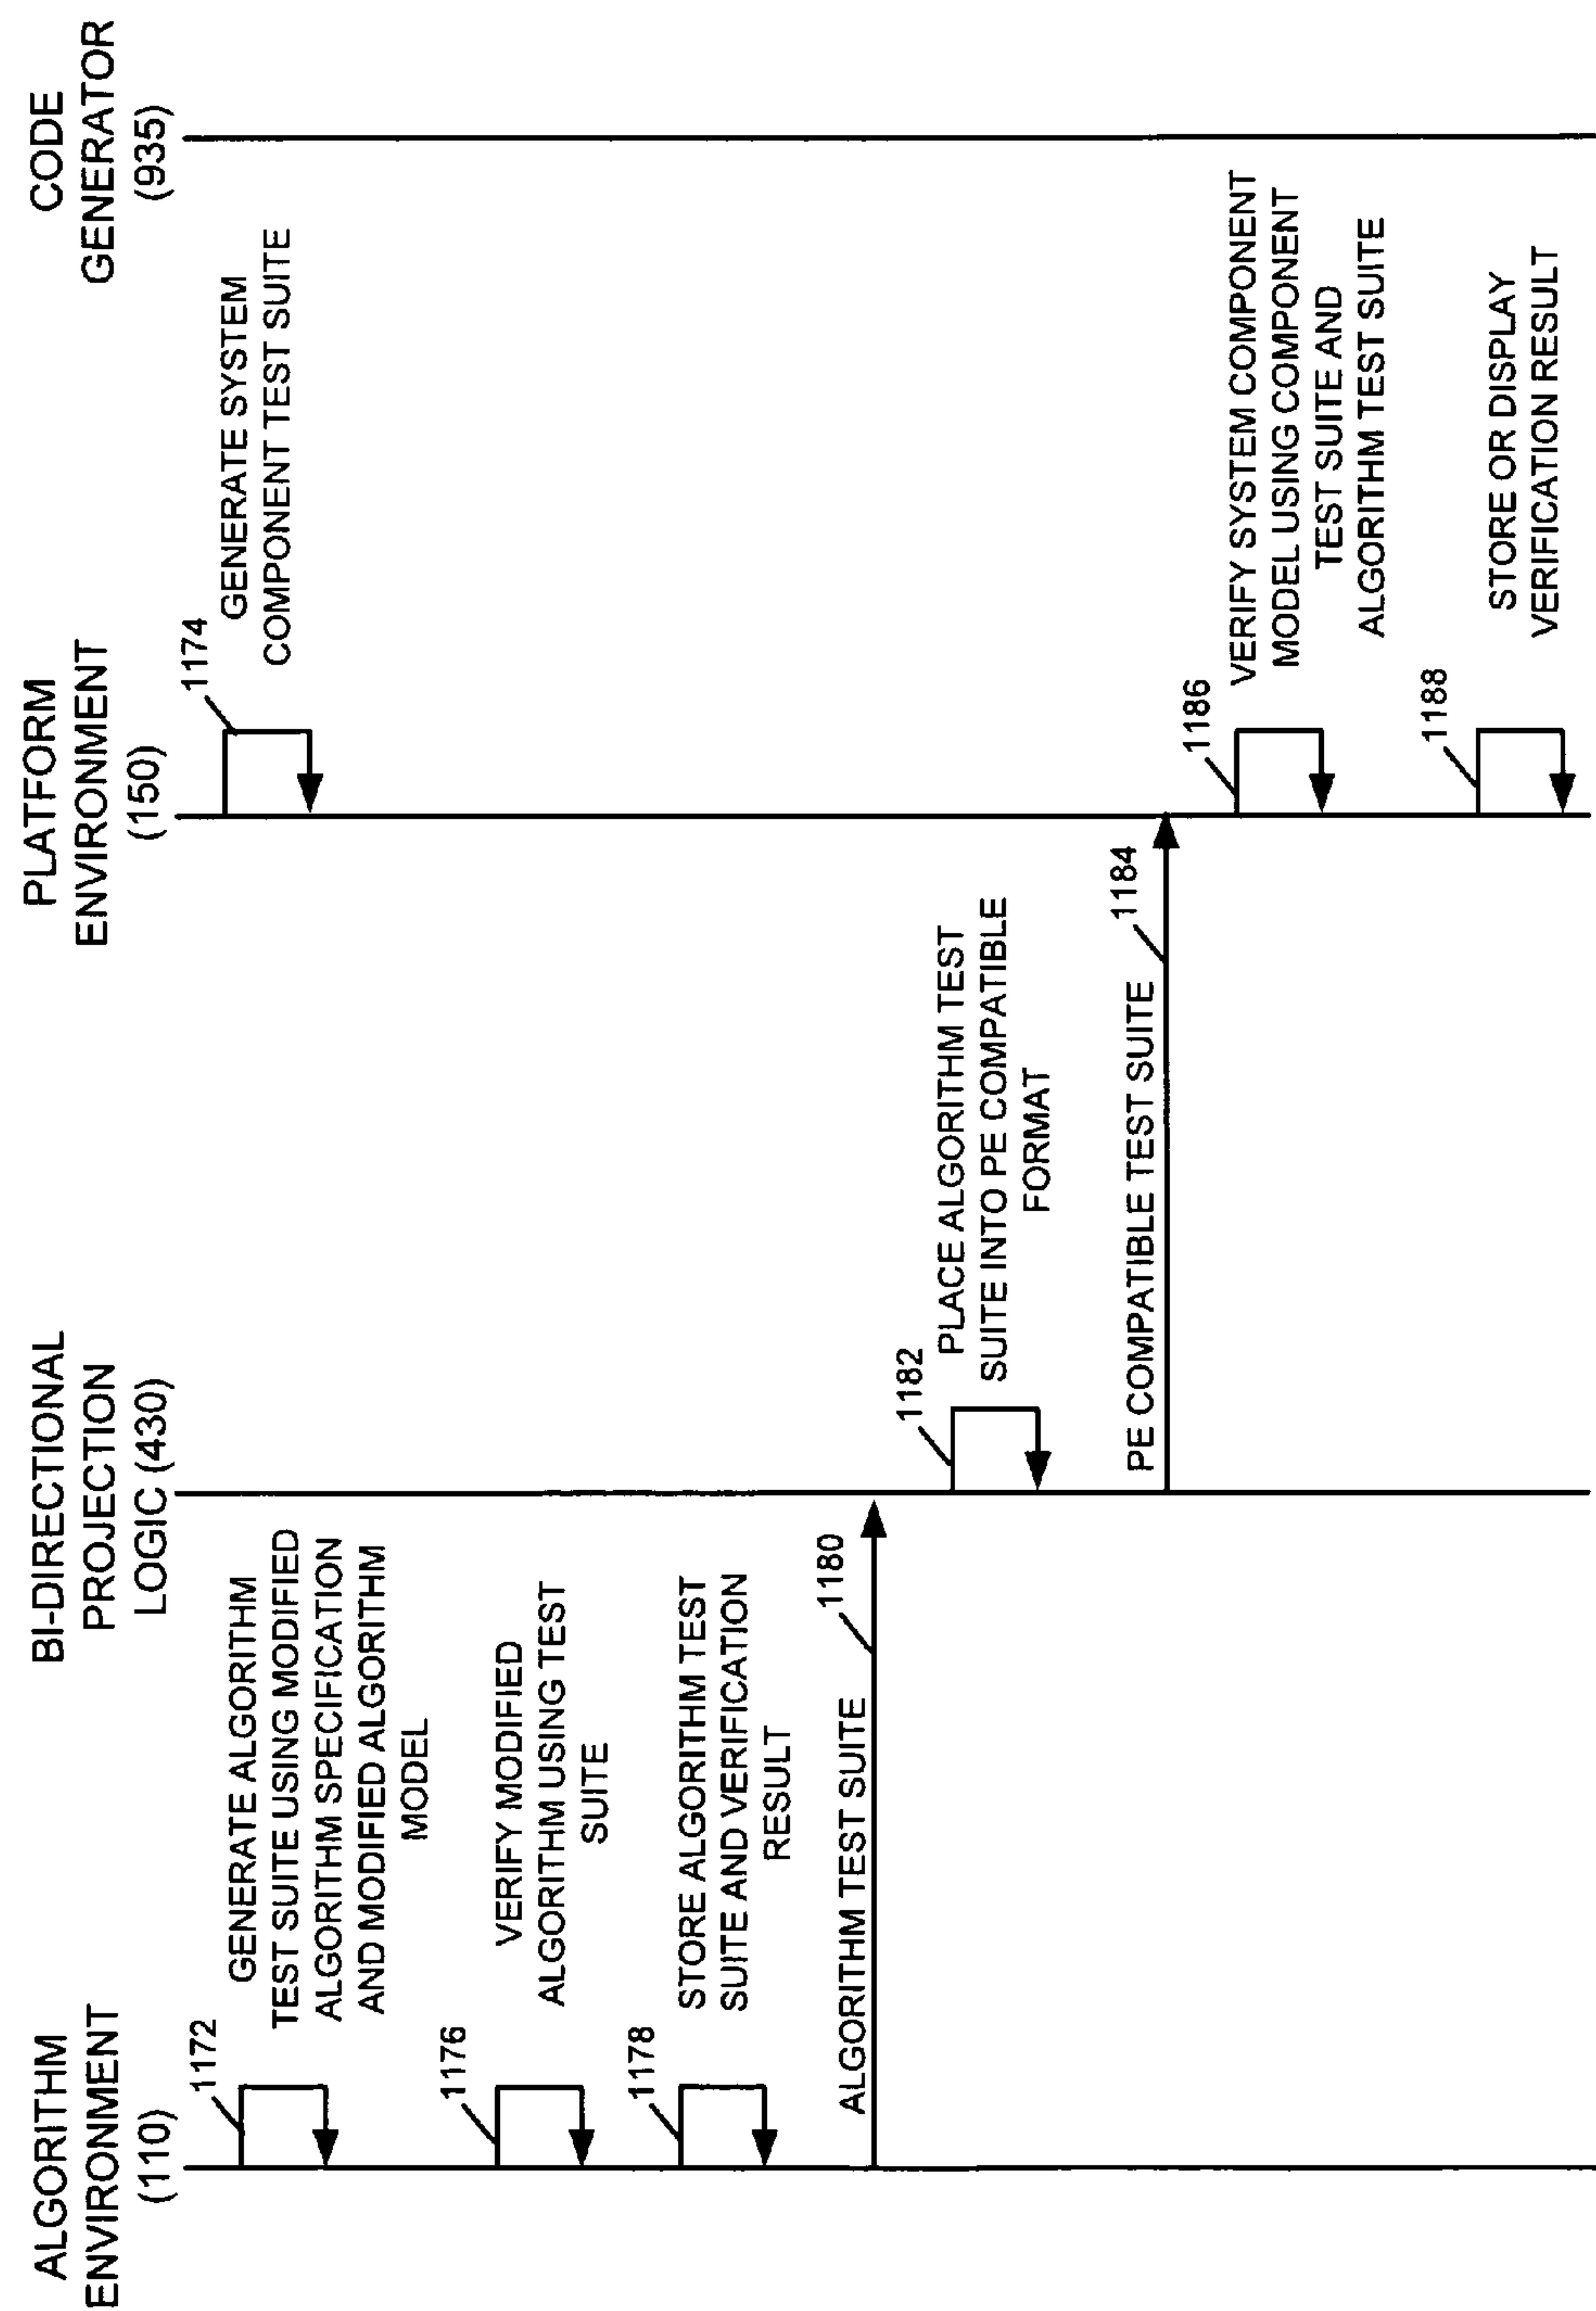 ALGORITHM
ENVIRONMENT
(110)
BI-DIRECTIONAL
PROJECTION
LOGIC (430)
PLATFORM
ENVIRONMENT
(150)
CODE
GENERATOR
(935)
1172
GENERATE ALGORITHM
TEST SUITE USING MODIFIED
ALGORITHM SPECIFICATION
AND MODIFIED ALGORITHM
MODEL
1174
GENERATE SYSTEM
COMPONENT TEST SUITE
1176
VERIFY MODIFIED
ALGORITHM USING TEST
SUITE
1178
STORE ALGORITHM TEST
SUITE AND VERIFICATION
RESULT
ALGORITHM TEST SUITE
1180
1182
PLACE ALGORITHM TEST
SUITE INTO PE COMPATIBLE
FORMAT
PE COMPATIBLE TEST SUITE
1184
1186
VERIFY SYSTEM COMPONENT
MODEL USING COMPONENT
TEST SUITE AND
ALGORITHM TEST SUITE
1188
STORE OR DISPLAY
VERIFICATION RESULT